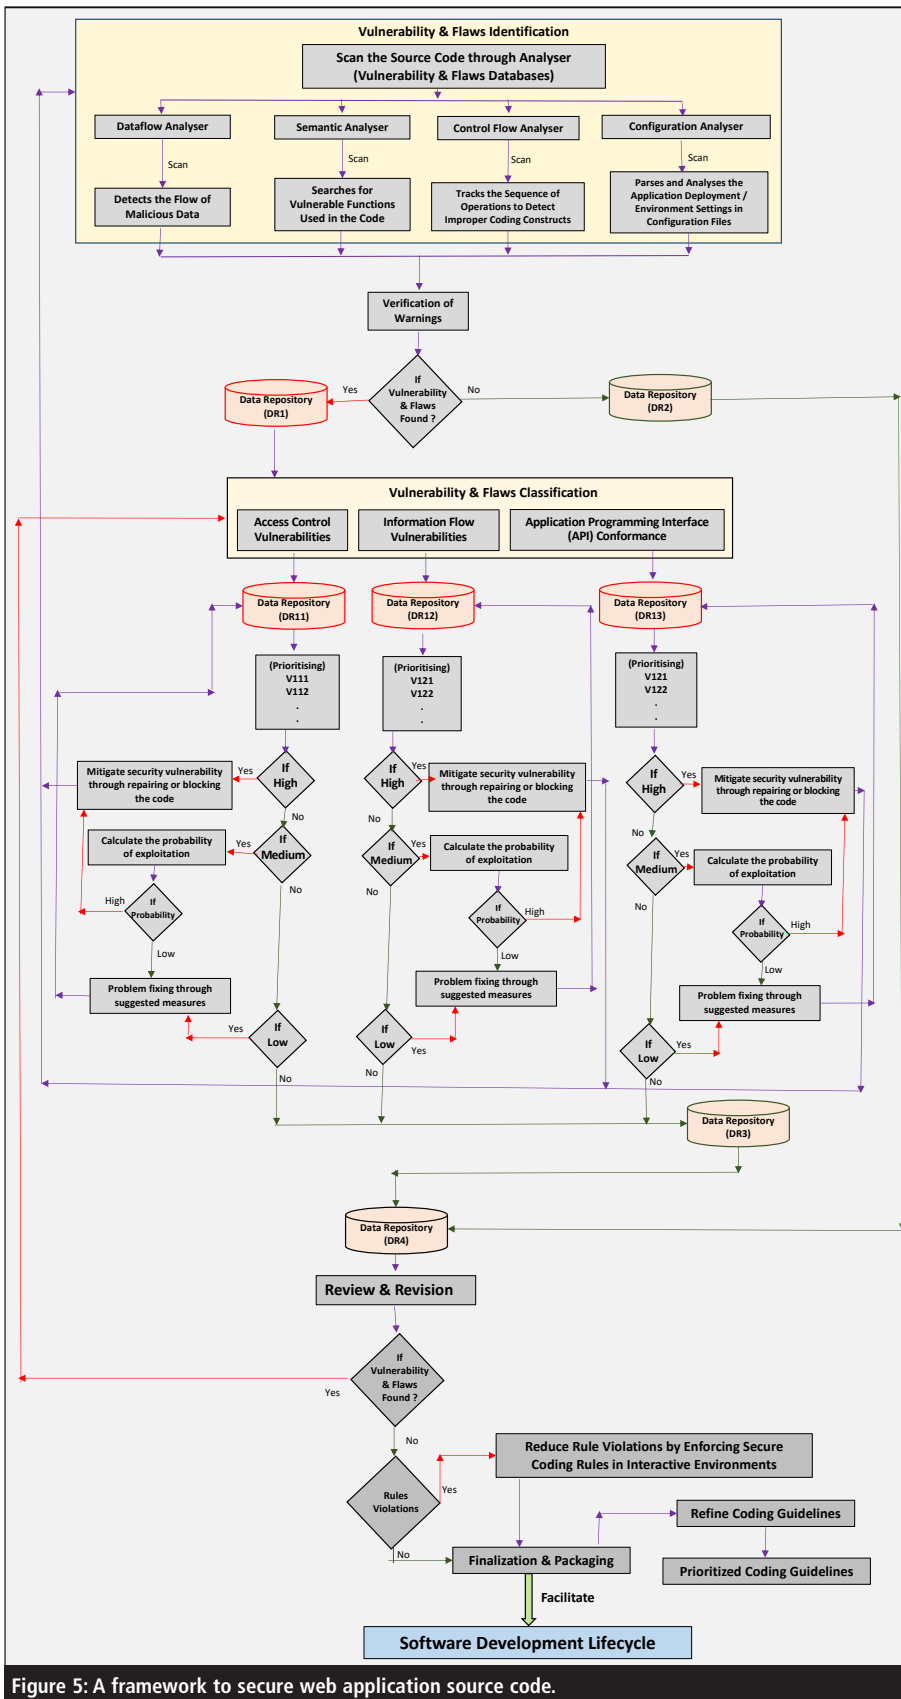 Vulnerability & Flaws Identification
Scan the Source Code through Analyser
(Vulnerability & Flaws Databases)
Dataflow Analyser
Semantic Analyser
Control Flow Analyser
Configuration Analyser
Scan
Scan
Scan
Scan
Detects the Flow of
Malicious Data
Searches for
Vulnerable Functions
Used in the Code
Tracks the Sequence of
Operations to Detect
Improper Coding Constructs
Parses and Analyses the
Application Deployment /
Environment Settings in
Configuration Files
Verification of
Warnings
If
Vulnerability
& Flaws
Found ?
Yes
No
Data Repository
(DR1)
Data Repository
(DR2)
Vulnerability & Flaws Classification
Access Control
Vulnerabilities
Information Flow
Vulnerabilities
Application Programming Interface
(API) Conformance
Data Repository
(DR11)
Data Repository
(DR12)
Data Repository
(DR13)
(Prioritising)
V111
V112
.
.
(Prioritising)
V121
V122
.
.
(Prioritising)
V121
V122
.
.
If
High
Yes
Mitigate security vulnerability
through repairing or blocking
the code
No
If
Medium
Yes
Calculate the probability
of exploitation
No
If
Probability
High
Low
Problem fixing through
suggested measures
If
Low
Yes
No
If
High
Yes
Mitigate security vulnerability
through repairing or blocking
the code
No
If
Medium
Yes
Calculate the probability
of exploitation
No
If
Probability
High
Low
Problem fixing through
suggested measures
If
Low
Yes
No
If
High
Yes
Mitigate security vulnerability
through repairing or blocking
the code
No
If
Medium
Yes
Calculate the probability
of exploitation
No
If
Probability
High
Low
Problem fixing through
suggested measures
If
Low
Yes
No
Data Repository
(DR3)
Data Repository
(DR4)
Review & Revision
If
Vulnerability
& Flaws
Found ?
Yes
No
Rules
Violations
Yes
No
Reduce Rule Violations by Enforcing Secure
Coding Rules in Interactive Environments
Refine Coding Guidelines
Finalization & Packaging
Prioritized Coding Guidelines
Facilitate
Software Development Lifecycle
Figure 5: A framework to secure web application source code.